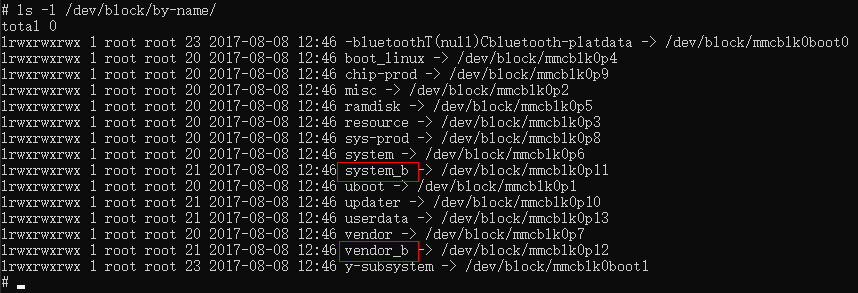 # ls -l /dev/block/by-name/
total 0
lrwxrwxrwx 1 root root 23 2017-08-08 12:46 -bluetoothT(null)Cbluetooth-platdata -> /dev/block/mmcblk0boot0
lrwxrwxrwx 1 root root 20 2017-08-08 12:46 boot_linux -> /dev/block/mmcblk0p4
lrwxrwxrwx 1 root root 20 2017-08-08 12:46 chip-prod -> /dev/block/mmcblk0p9
lrwxrwxrwx 1 root root 20 2017-08-08 12:46 misc -> /dev/block/mmcblk0p2
lrwxrwxrwx 1 root root 20 2017-08-08 12:46 ramdisk -> /dev/block/mmcblk0p5
lrwxrwxrwx 1 root root 20 2017-08-08 12:46 resource -> /dev/block/mmcblk0p3
lrwxrwxrwx 1 root root 20 2017-08-08 12:46 sys-prod -> /dev/block/mmcblk0p8
lrwxrwxrwx 1 root root 20 2017-08-08 12:46 system -> /dev/block/mmcblk0p6
lrwxrwxrwx 1 root root 21 2017-08-08 12:46 system_b -> /dev/block/mmcblk0p11
lrwxrwxrwx 1 root root 20 2017-08-08 12:46 uboot -> /dev/block/mmcblk0p1
lrwxrwxrwx 1 root root 21 2017-08-08 12:46 updater -> /dev/block/mmcblk0p10
lrwxrwxrwx 1 root root 21 2017-08-08 12:46 userdata -> /dev/block/mmcblk0p13
lrwxrwxrwx 1 root root 20 2017-08-08 12:46 vendor -> /dev/block/mmcblk0p7
lrwxrwxrwx 1 root root 21 2017-08-08 12:46 vendor_b -> /dev/block/mmcblk0p12
lrwxrwxrwx 1 root root 23 2017-08-08 12:46 y-subsystem -> /dev/block/mmcblk0boot1
#